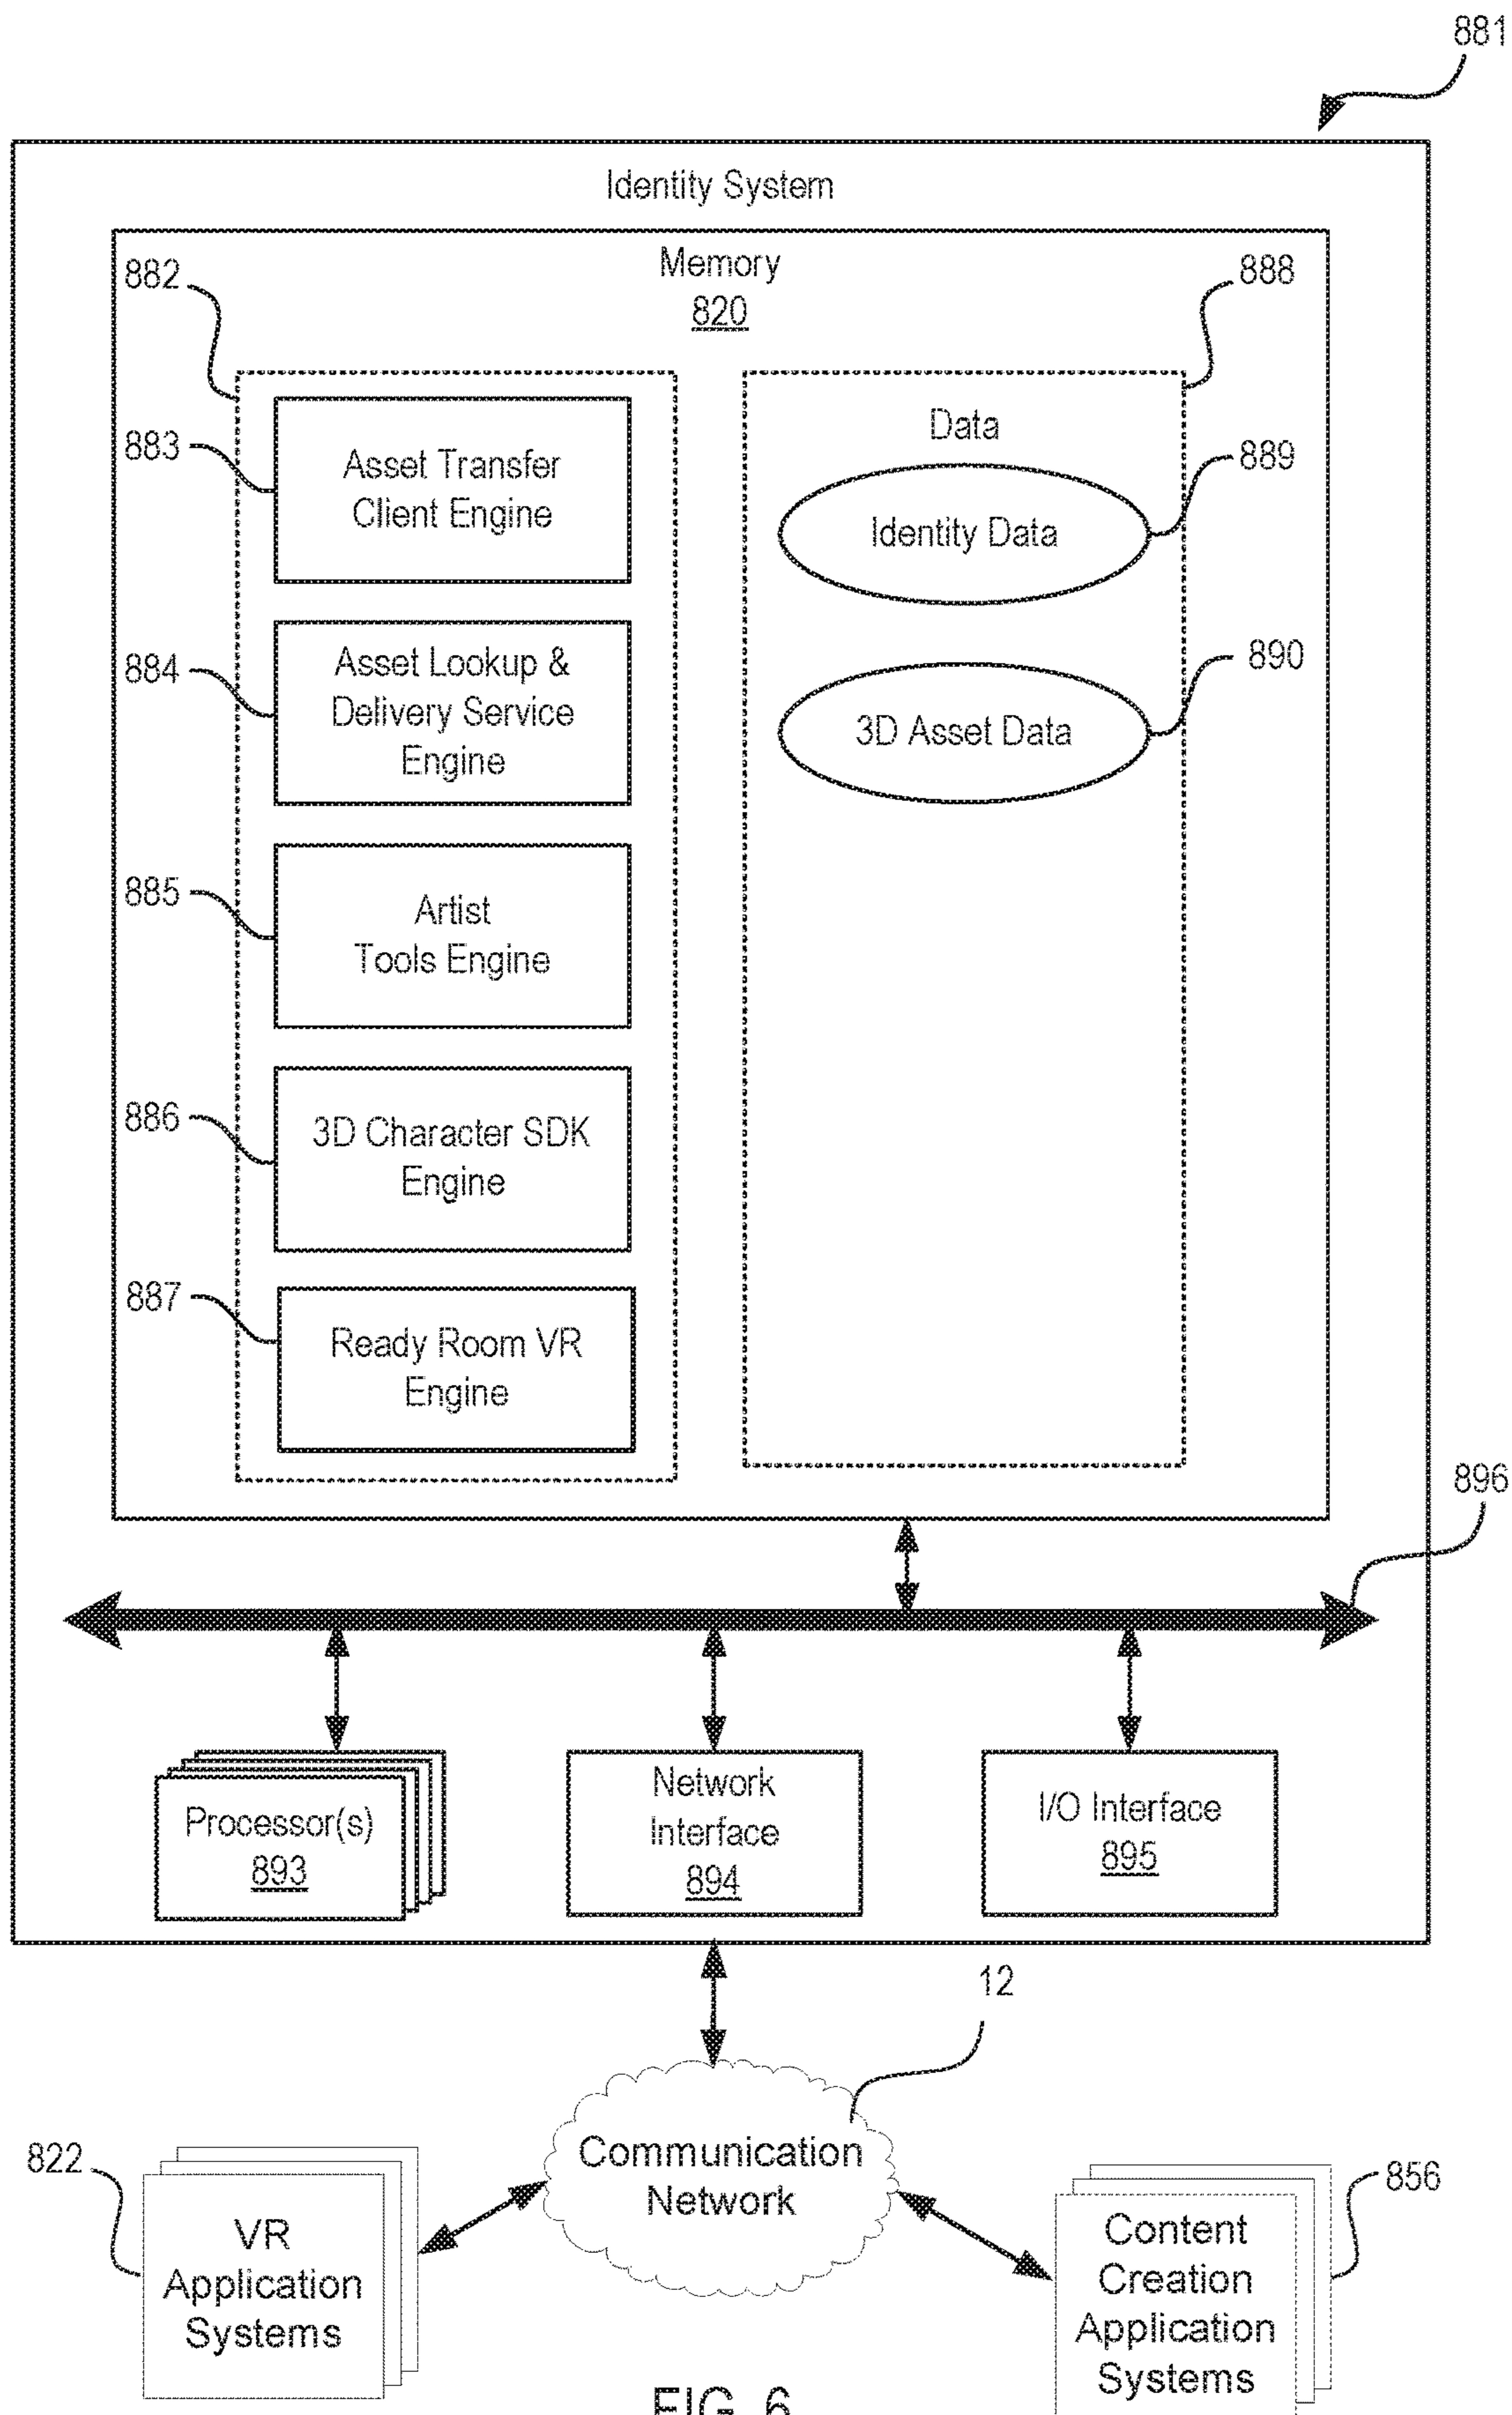 881
Identity System
Memory
820
882
888
883
Asset Transfer
Client Engine
Data
889
Identity Data
884
Asset Lookup &
Delivery Service
Engine
890
3D Asset Data
885
Artist
Tools Engine
886
3D Character SDK
Engine
887
Ready Room VR
Engine
896
Processor(s)
893
Network
Interface
894
I/O Interface
895
12
Communication
Network
822
VR
Application
Systems
856
Content
Creation
Application
Systems
FIG. 6